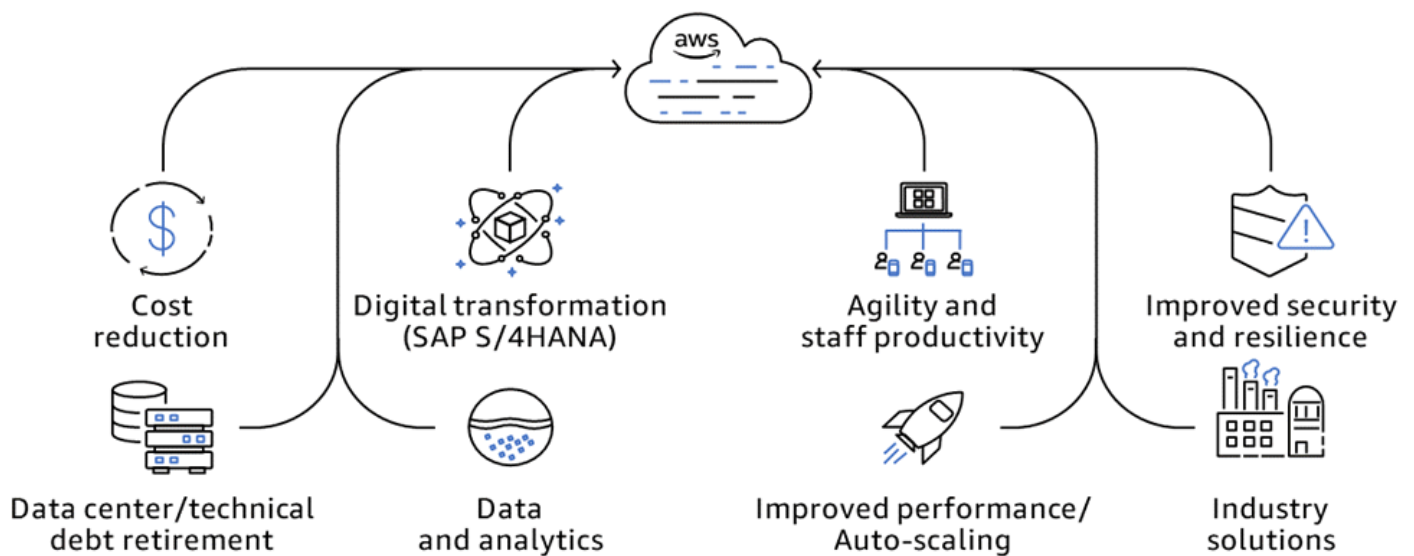 aws
Cost
reduction
Digital transformation
(SAP S/4HANA)
Agility and
staff productivity
Improved security
and resilience
Data center/technical
debt retirement
Data
and analytics
Improved performance/
Auto-scaling
Industry
solutions